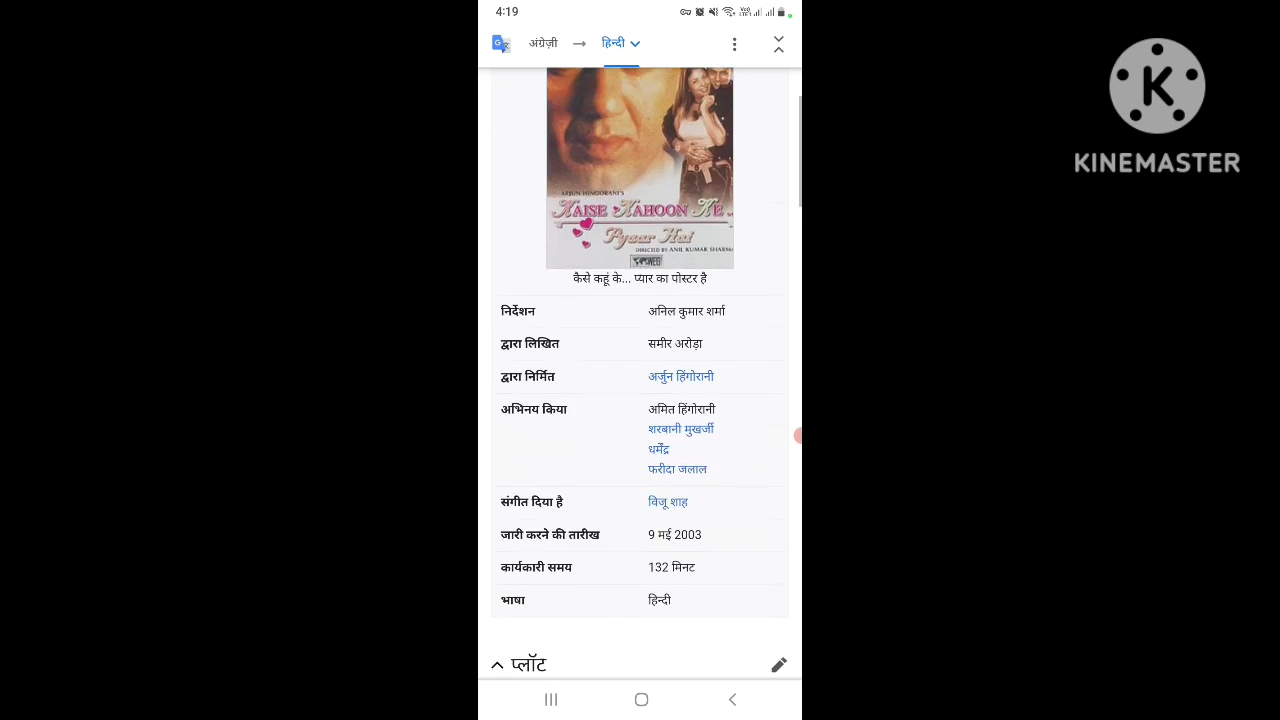 4:19
अंग्रेज़ी → हिन्दी
K
KINEMASTER
ARJUN HINGORANI'S
KAISE KAHOON KE...
Pyaar Hai
DIRECTED BY ANIL KUMAR SHARMA
कैसे कहूं के... प्यार का पोस्टर है
निर्देशन अनिल कुमार शर्मा
द्वारा लिखित समीर अरोड़ा
द्वारा निर्मित अर्जुन हिंगोरानी
अभिनय किया अमित हिंगोरानी
शरबानी मुखर्जी
धर्मेंद्र
फरीदा जलाल
संगीत दिया है विजू शाह
जारी करने की तारीख 9 मई 2003
कार्यकारी समय 132 मिनट
भाषा हिन्दी
प्लॉट